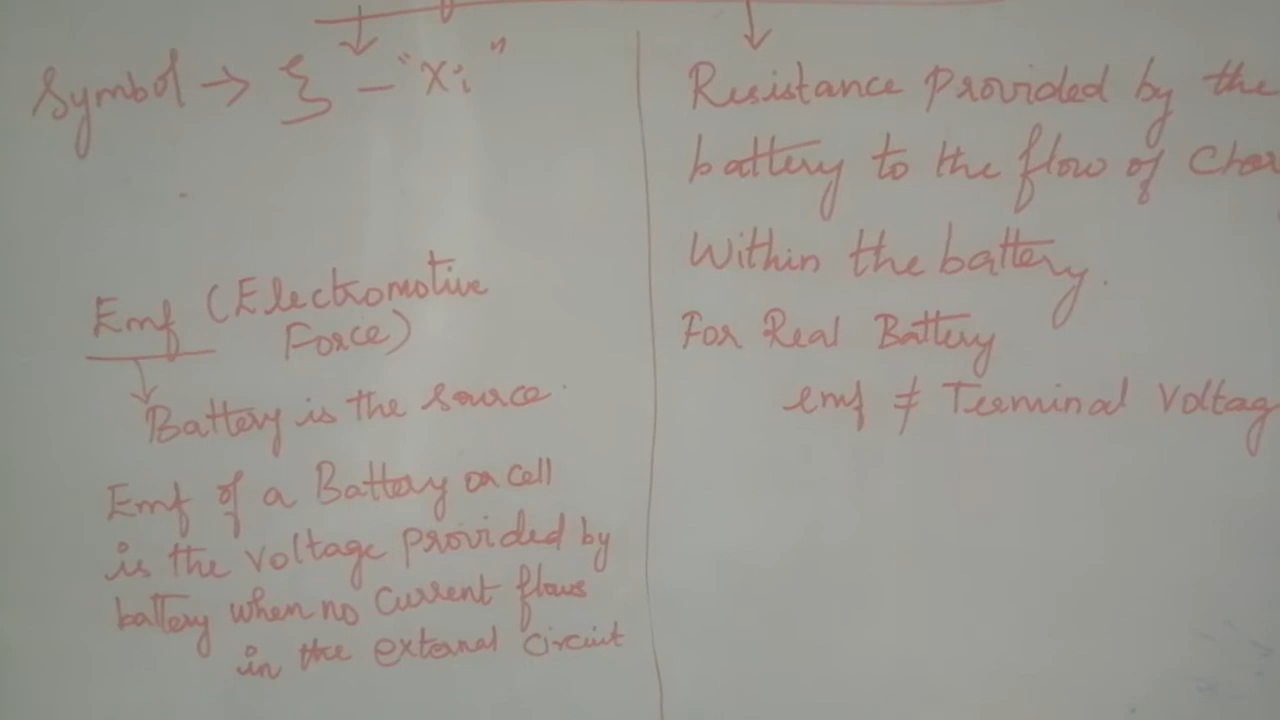 Symbol → ξ - "Xi"
Emf (Electromotive
Force)
Battery is the source
Emf of a Battery or cell
is the voltage provided by
battery when no current flows
in the external circuit
Resistance provided by the
battery to the flow of Char
Within the battery.
For Real Battery
emf ≠ Terminal Voltag